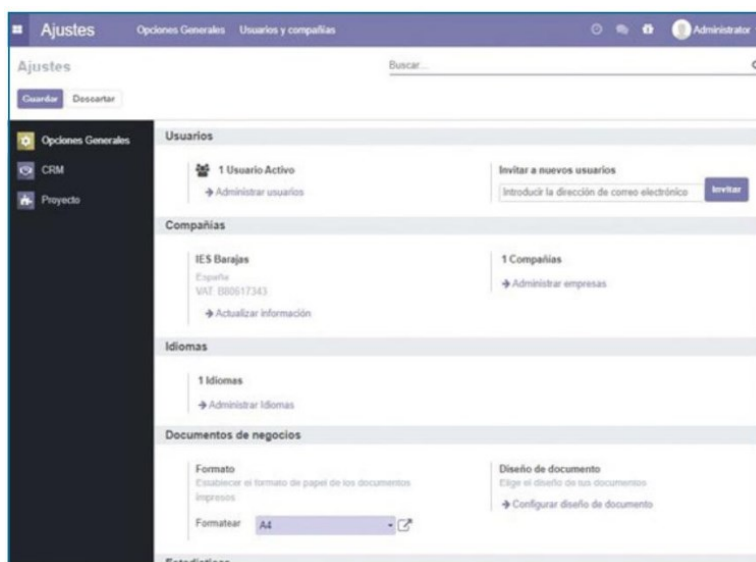 Ajustes
Opciones Generales Usuarios y compañías
Administrator
Ajustes
Buscar...
Guardar Descartar
Opciones Generales
CRM
Proyecto
Usuarios
1 Usuario Activo
Administrar usuarios
Invitar a nuevos usuarios
Introducir la dirección de correo electrónico Invitar
Compañías
IES Barajas
España
VAT: B80617343
Actualizar información
1 Compañías
Administrar empresas
Idiomas
1 Idiomas
Administrar Idiomas
Documentos de negocios
Formato
Establecer el formato de papel de los documentos
impresos
Formatear A4
Diseño de documento
Elige el diseño de tus documentos
Configurar diseño de documento
Estadísticas